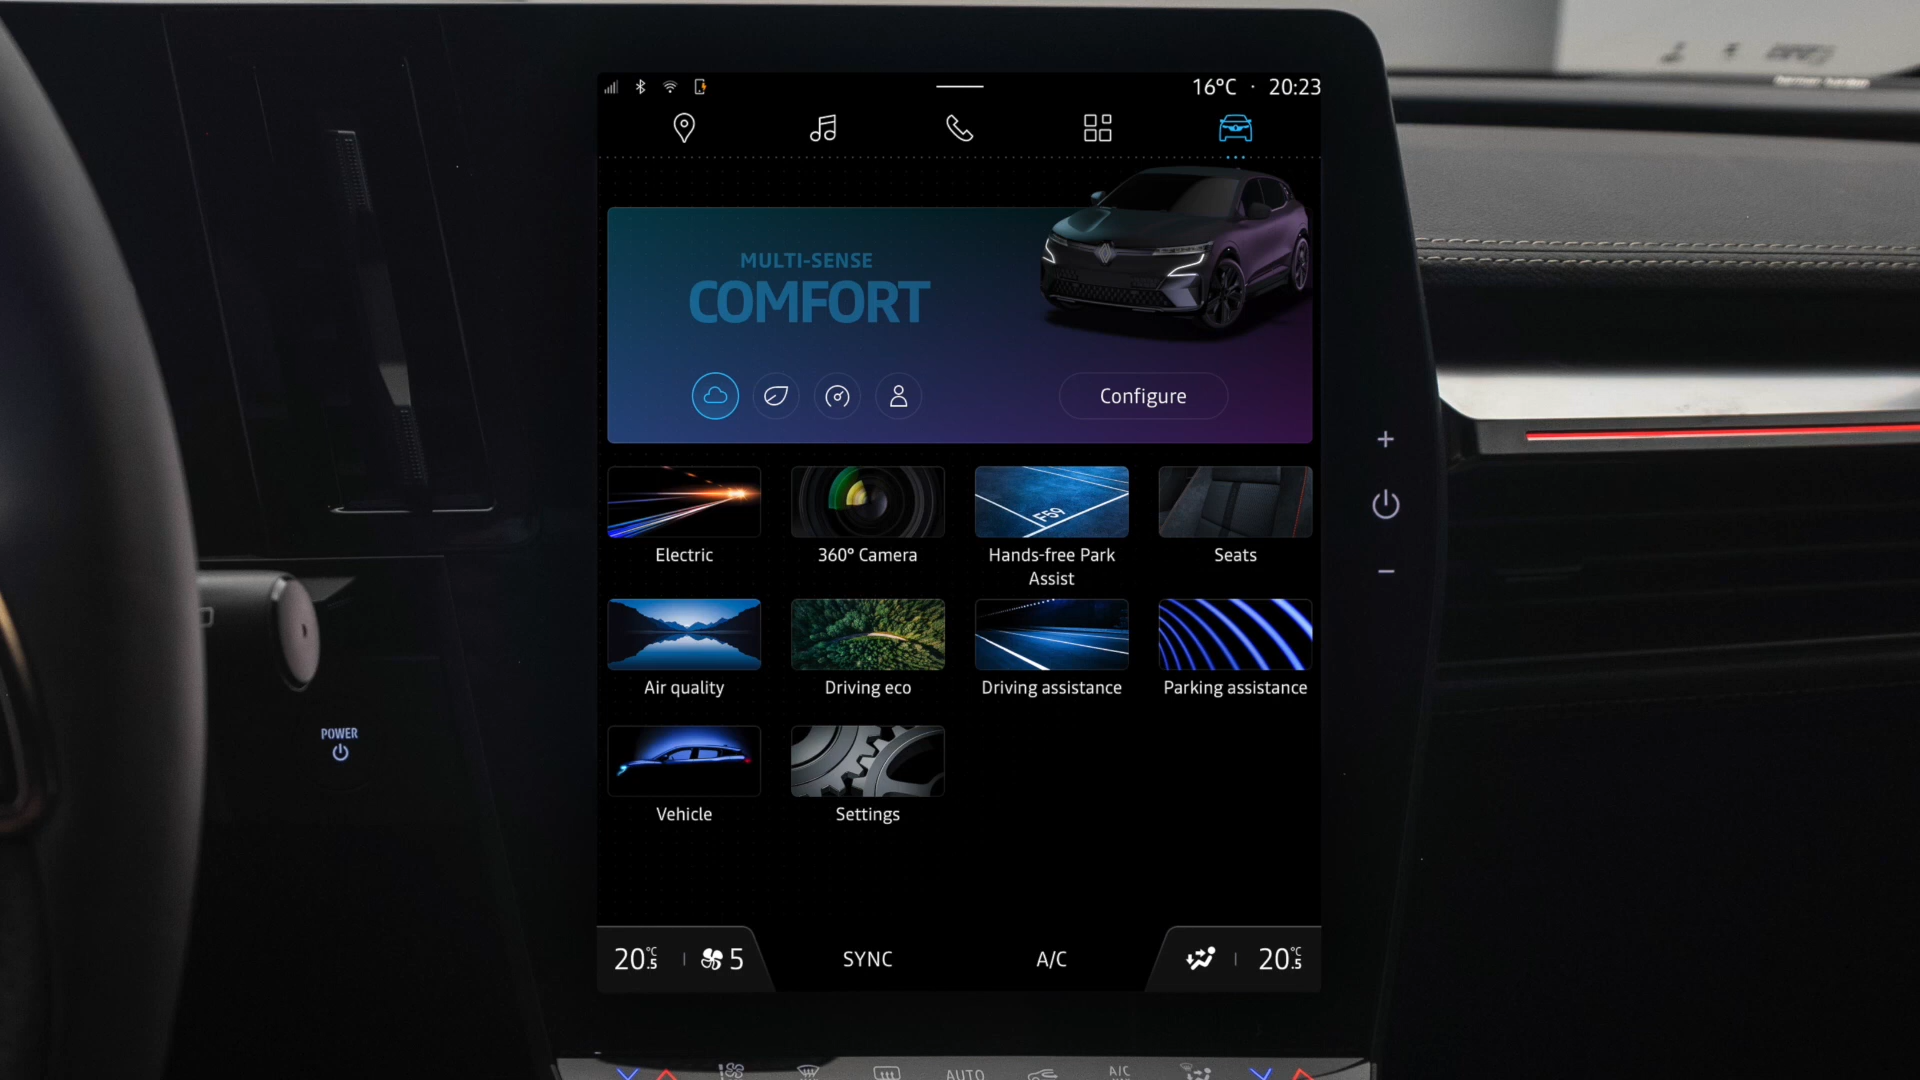 16°C · 20:23
MULTI-SENSE
COMFORT
Configure
Electric
360° Camera
F59
Hands-free Park
Assist
Seats
Air quality
Driving eco
Driving assistance
Parking assistance
Vehicle
Settings
20.5°C
5
SYNC
A/C
20.5°C
POWER
AUTO
A/C